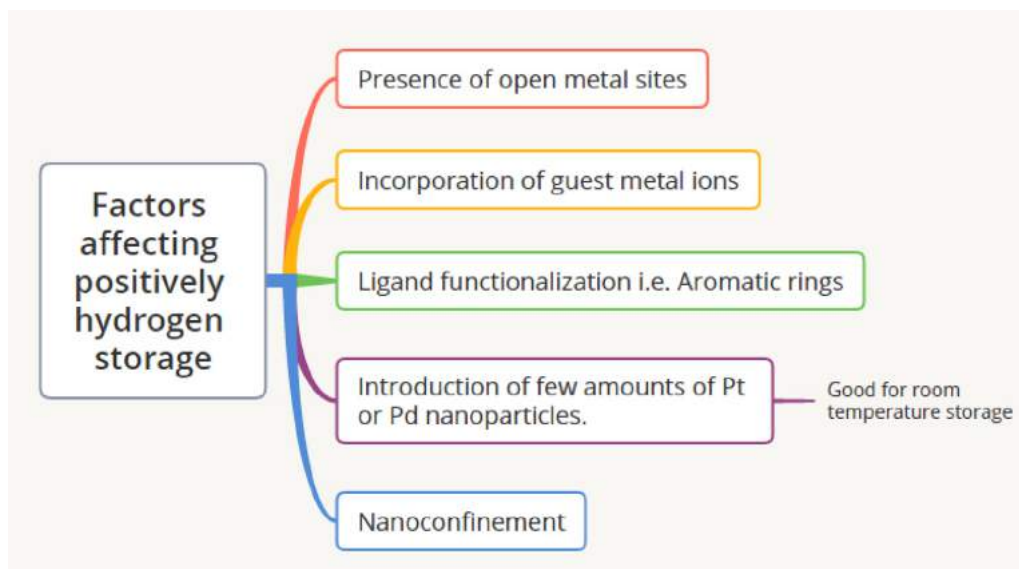 Factors
affecting
positively
hydrogen
storage
Presence of open metal sites
Incorporation of guest metal ions
Ligand functionalization i.e. Aromatic rings
Introduction of few amounts of Pt
or Pd nanoparticles.
Good for room
temperature storage
Nanoconfinement